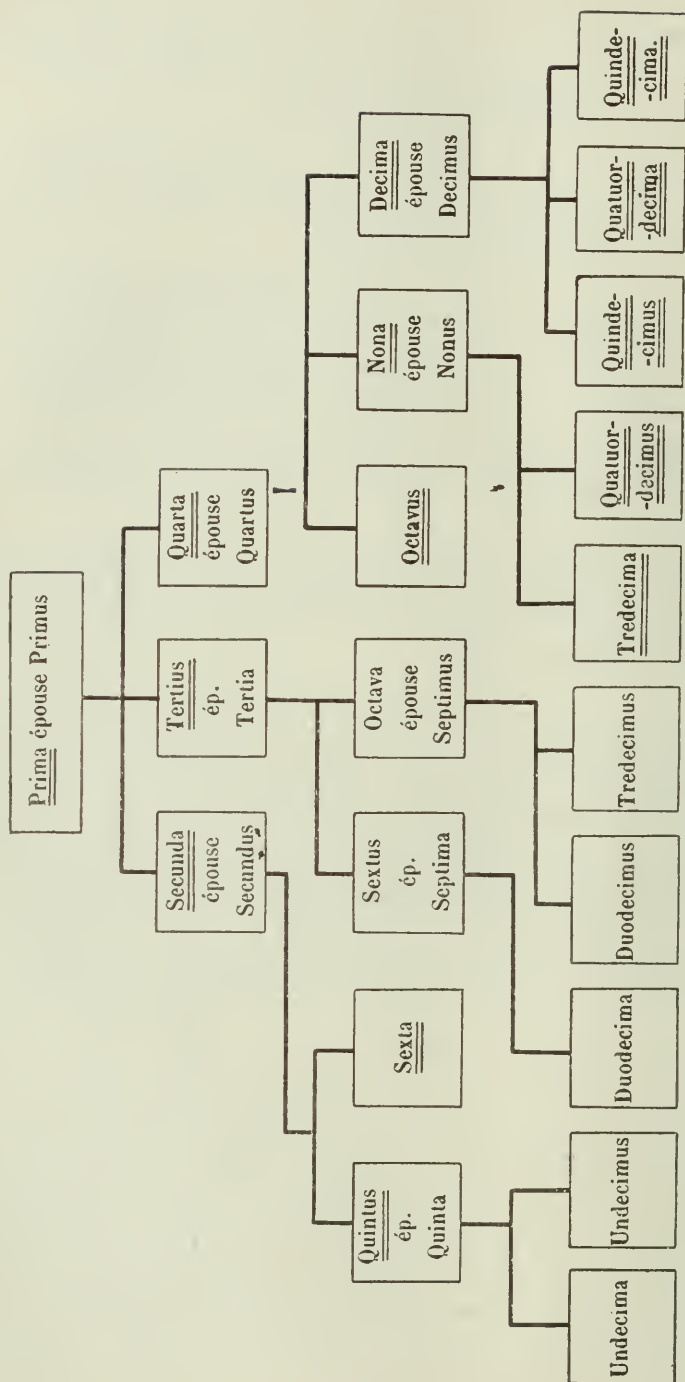 Prima épouse Primus
Secunda
épouse
Secundus
Tertius
ép.
Tertia
Quarta
épouse
Quartus
Quintus
ép.
Quinta
Sexta
Sextus
ép.
Septima
Octava
épouse
Septimus
Octavus
Nona
épouse
Nonus
Decima
épouse
Decimus
Undecima
Undecimus
Duodecima
Duodecimus
Tredecimus
Tredecima
Quatuor-
-decimus
Quinde-
-cimus
Quatuor-
-decima
Quinde-
-cima.